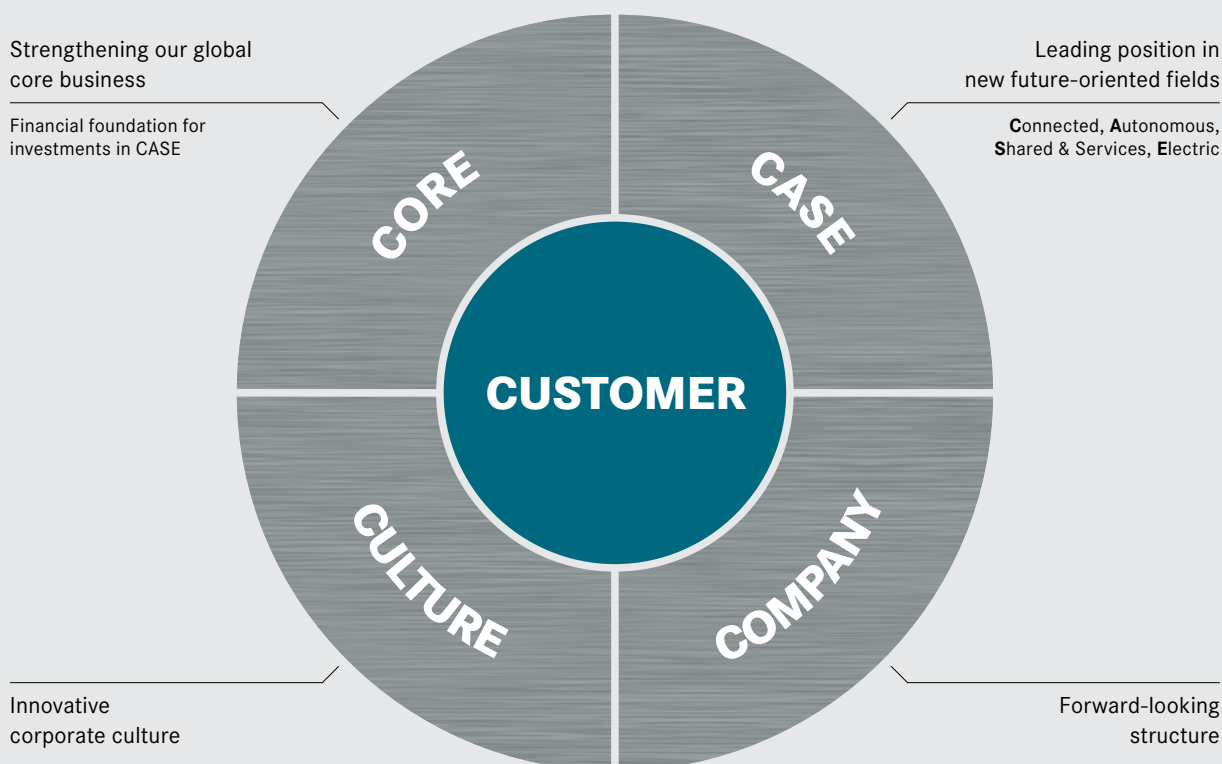 Strengthening our global
core business
Financial foundation for
investments in CASE
Leading position in
new future-oriented fields
Connected, Autonomous,
Shared & Services, Electric
CORE
CASE
CUSTOMER
CULTURE
COMPANY
Innovative
corporate culture
Forward-looking
structure